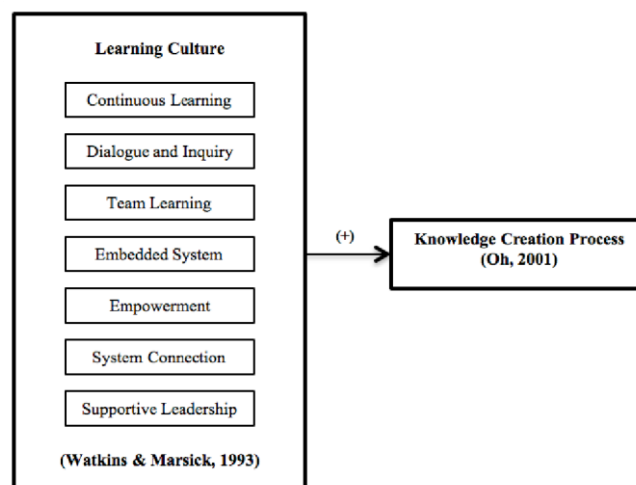 Learning Culture
Continuous Learning
Dialogue and Inquiry
Team Learning
Embedded System
Empowerment
System Connection
Supportive Leadership
(Watkins & Marsick, 1993)
(+)
Knowledge Creation Process
(Oh, 2001)